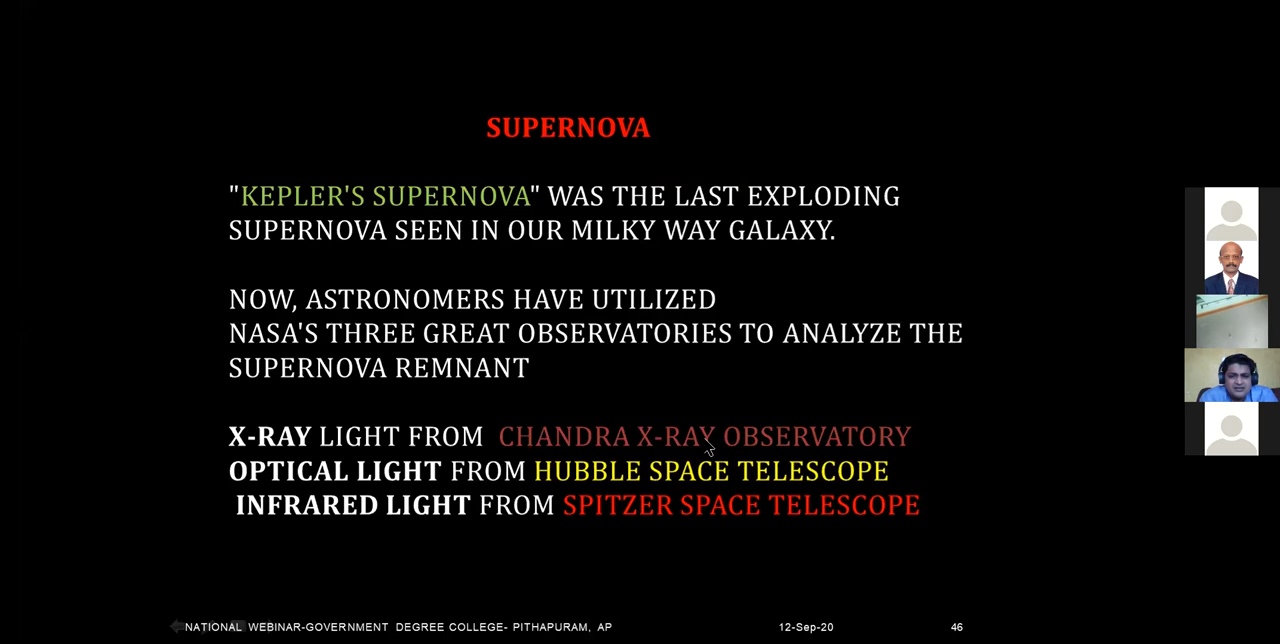 SUPERNOVA
"KEPLER'S SUPERNOVA" WAS THE LAST EXPLODING
SUPERNOVA SEEN IN OUR MILKY WAY GALAXY.
NOW, ASTRONOMERS HAVE UTILIZED
NASA'S THREE GREAT OBSERVATORIES TO ANALYZE THE
SUPERNOVA REMNANT
X-RAY LIGHT FROM CHANDRA X-RAY OBSERVATORY
OPTICAL LIGHT FROM HUBBLE SPACE TELESCOPE
INFRARED LIGHT FROM SPITZER SPACE TELESCOPE
NATIONAL WEBINAR-GOVERNMENT DEGREE COLLEGE- PITHAPURAM, AP 12-Sep-20 46